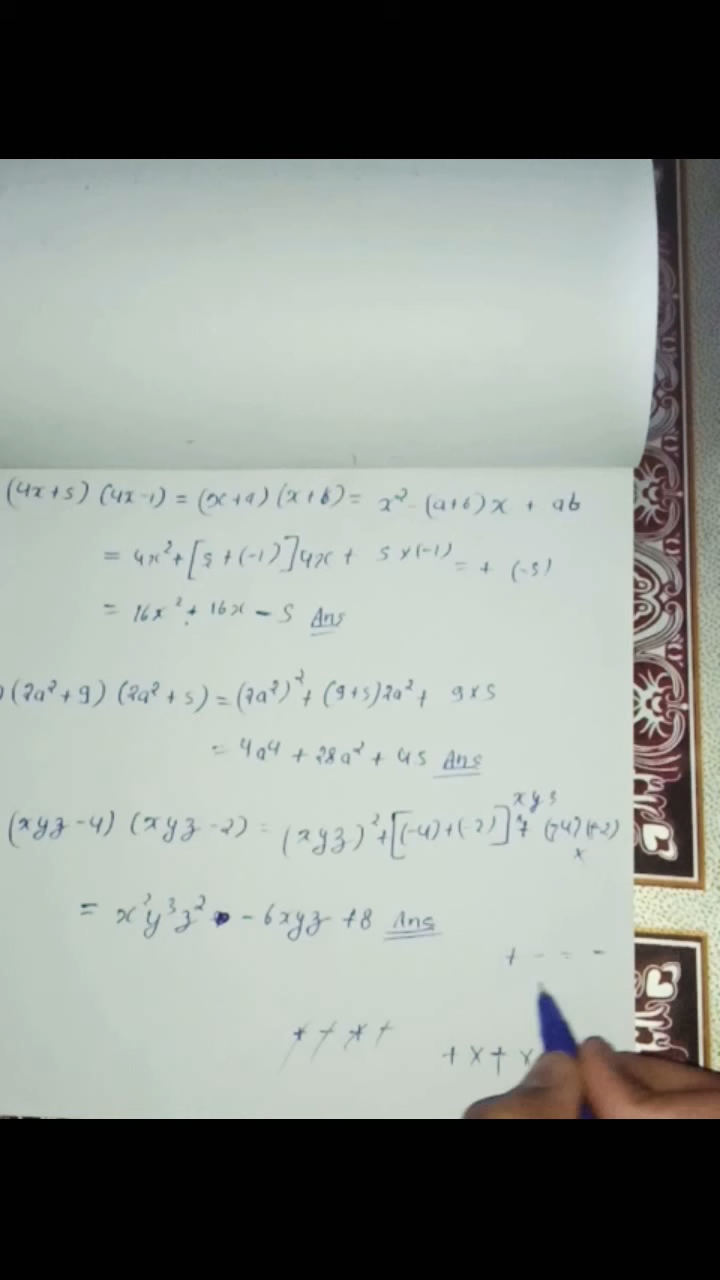 (4x+5) (4x-1) = (x+a) (x+b) = x² - (a+b) x + ab
= 4x² + [5 + (-1)] 4x + 5 x (-1) = + (-5)
= 16x² + 16x - 5 Ans
(2a² + 9) (2a² + 5) = (2a²)² + (9+5) 2a² + 9 x 5
= 4a⁴ + 28a² + 45 Ans
(xyz - 4) (xyz - 2) = (xyz)² + [(-4) + (-2)] xyz + (-4) (-2)
= x²y²z² - 6xyz + 8 Ans
+ - = -
+ + x +
+ x + x